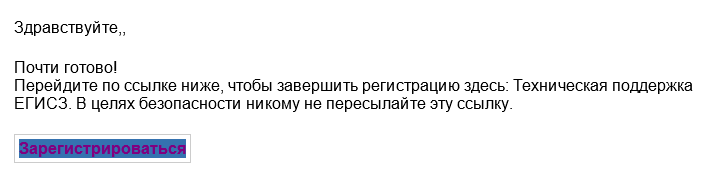 Здравствуйте,,
Почти готово!
Перейдите по ссылке ниже, чтобы завершить регистрацию здесь: Техническая поддержка
ЕГИСЗ. В целях безопасности никому не пересылайте эту ссылку.
Зарегистрироваться